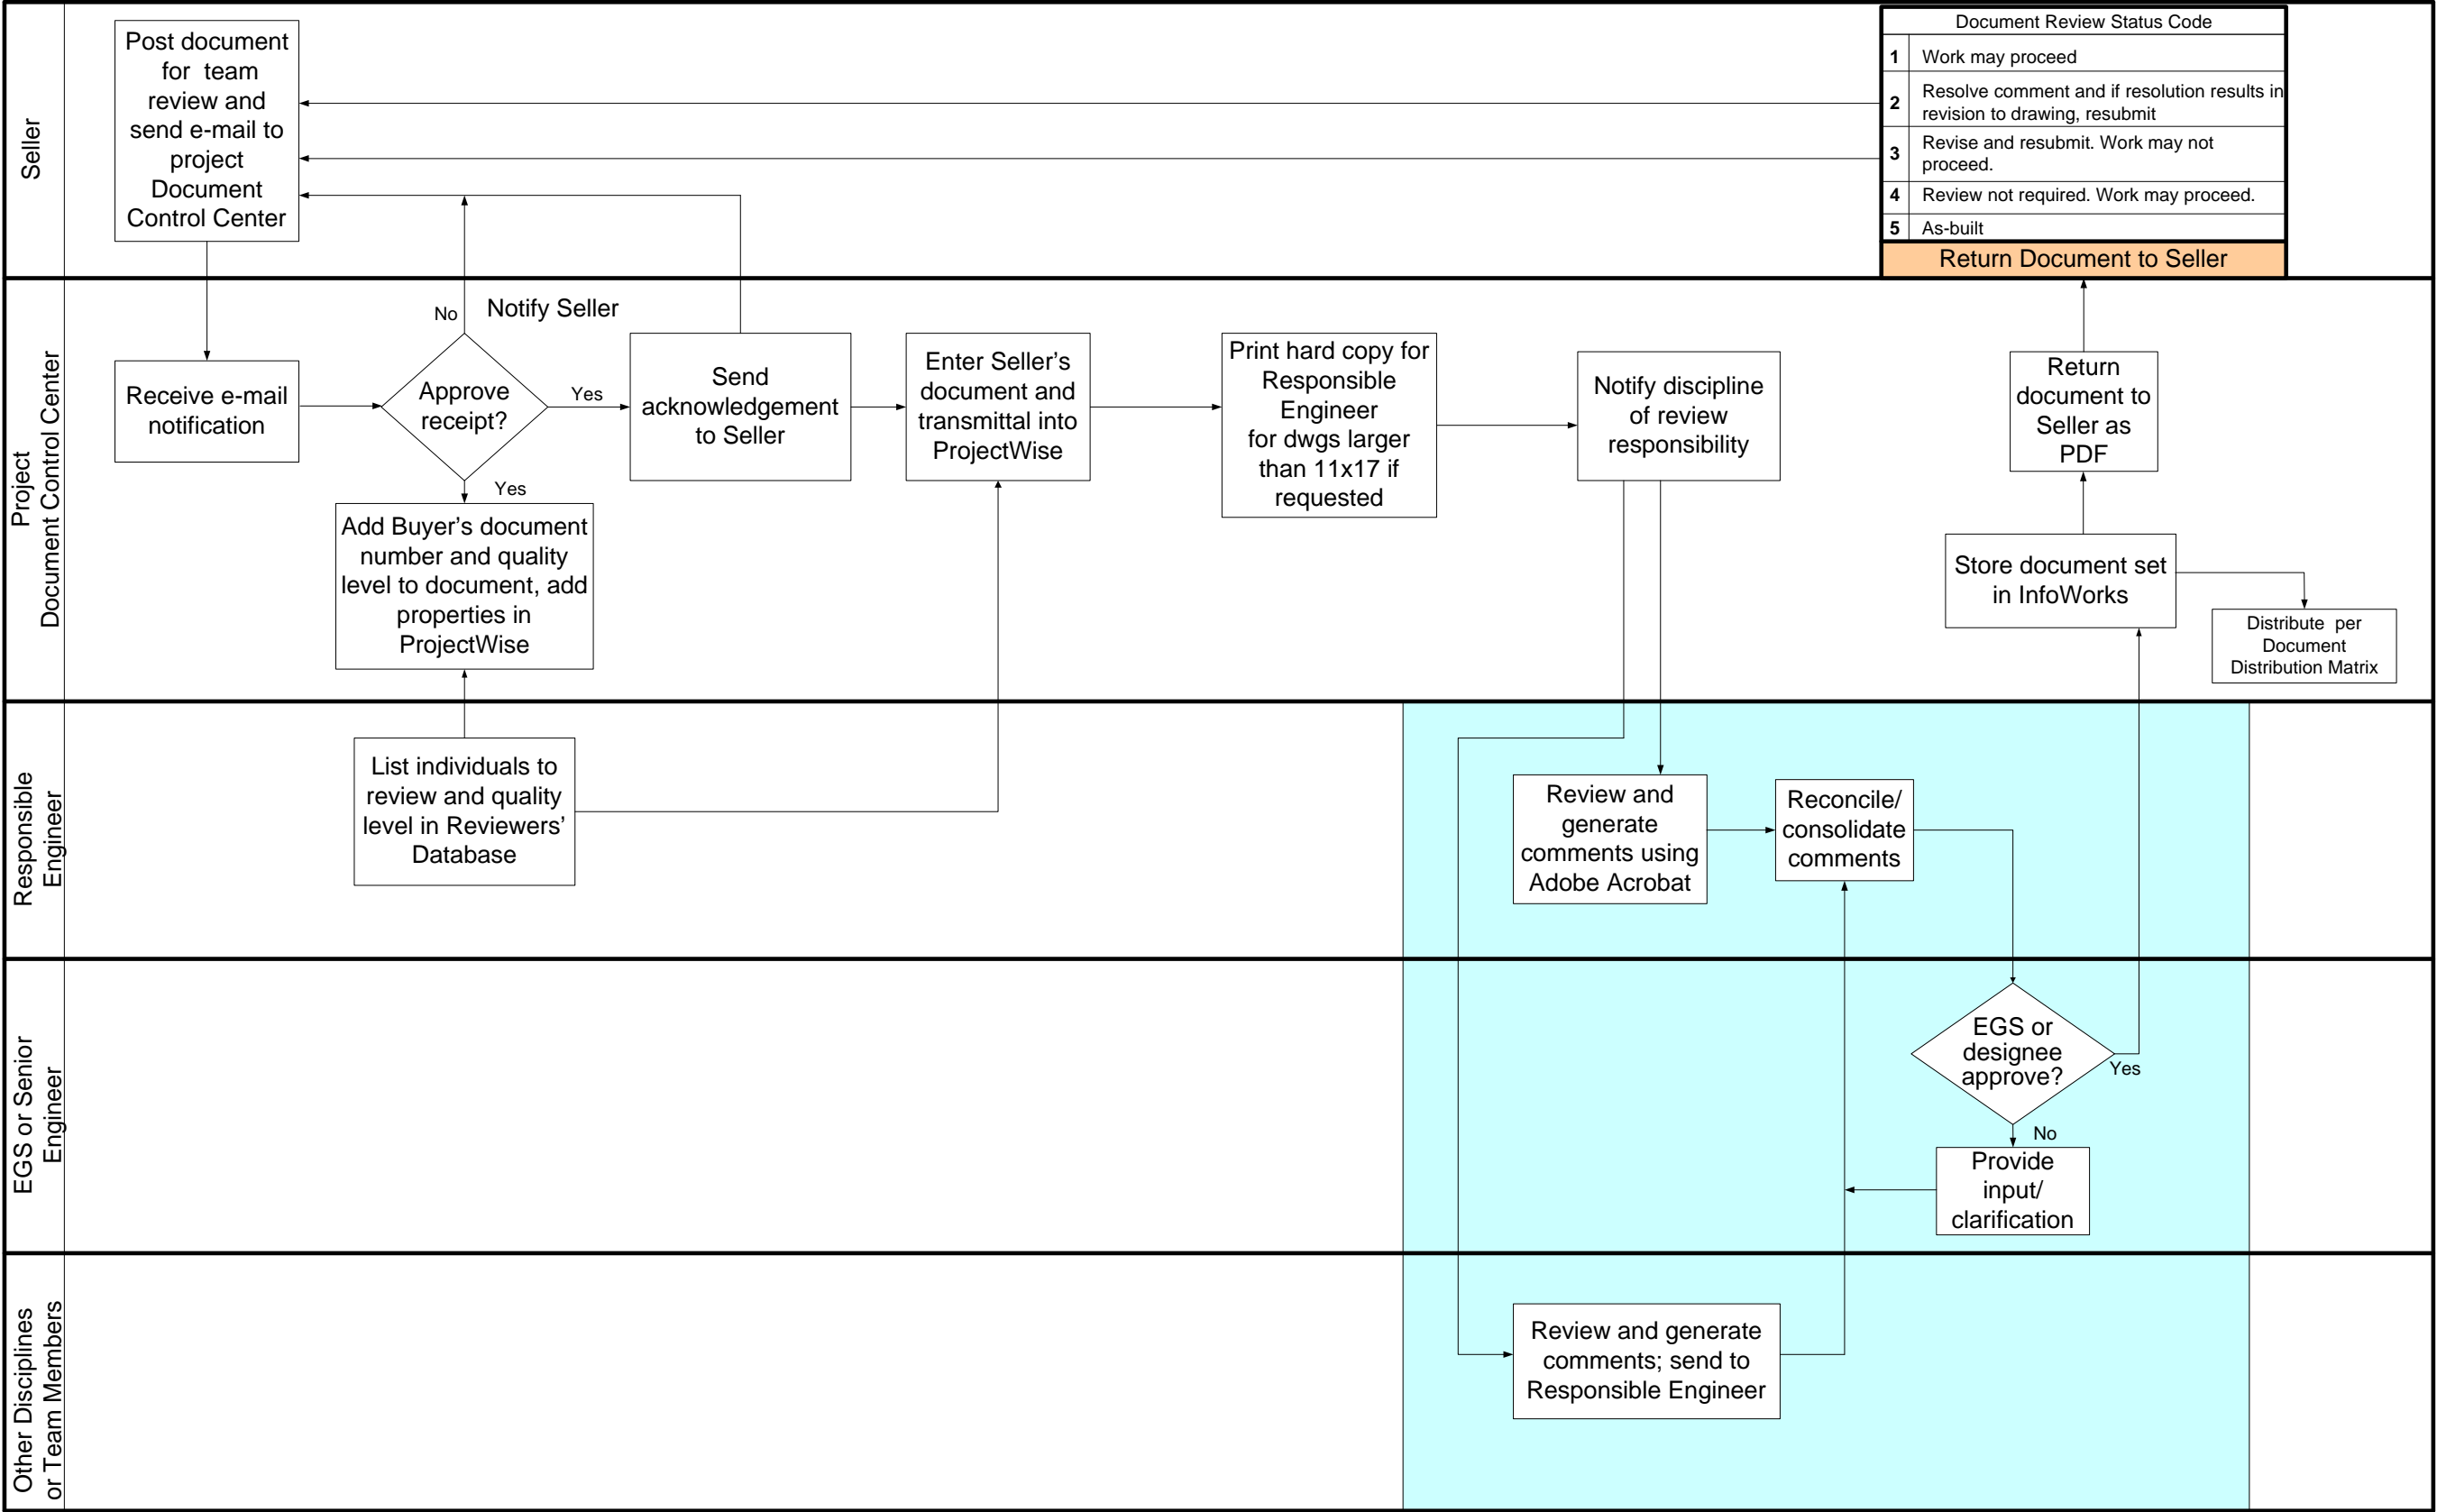 Seller
Post document
for team
review and
send e-mail to
project
Document
Control Center
Document Review Status Code
1 Work may proceed
2 Resolve comment and if resolution results in
revision to drawing, resubmit
3 Revise and resubmit. Work may not
proceed.
4 Review not required. Work may proceed.
5 As-built
Return Document to Seller
Project
Document Control Center
Receive e-mail
notification
No
Notify Seller
Approve
receipt?
Yes
Yes
Send
acknowledgement
to Seller
Add Buyer's document
number and quality
level to document, add
properties in
ProjectWise
Enter Seller's
document and
transmittal into
ProjectWise
Print hard copy for
Responsible
Engineer
for dwgs larger
than 11x17 if
requested
Notify discipline
of review
responsibility
Return
document to
Seller as
PDF
Store document set
in InfoWorks
Distribute per
Document
Distribution Matrix
Responsible
Engineer
List individuals to
review and quality
level in Reviewers'
Database
Review and
generate
comments using
Adobe Acrobat
Reconcile/
consolidate
comments
EGS or Senior
Engineer
EGS or
designee
approve?
Yes
No
Provide
input/
clarification
Other Disciplines
or Team Members
Review and generate
comments; send to
Responsible Engineer